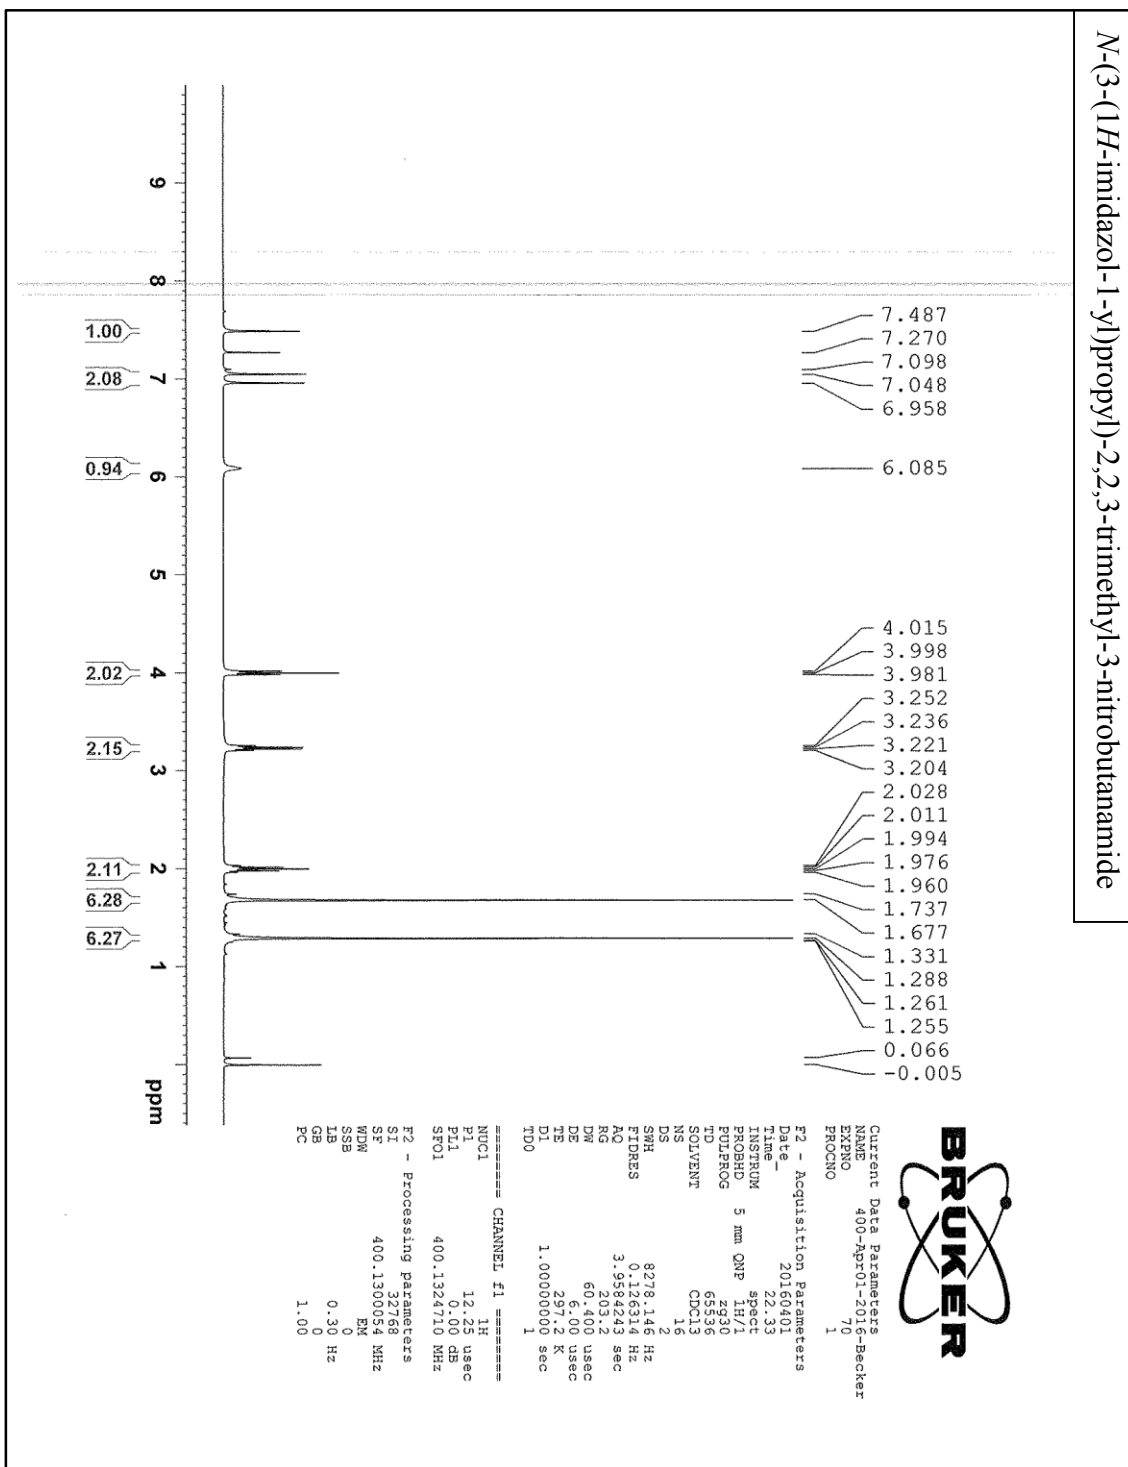 N-(3-(1H-imidazol-1-yl)propyl)-2,2,3-trimethyl-3-nitrobutanamide
7.487
7.270
7.098
7.048
6.958
6.085
4.015
3.998
3.981
3.252
3.236
3.221
3.204
2.028
2.011
1.994
1.976
1.960
1.737
1.677
1.331
1.288
1.261
1.255
0.066
-0.005
9 8 7 6 5 4 3 2 1 ppm
1.00
2.08
0.94
2.02
2.15
2.11
6.28
6.27
BRUKER
Current Data Parameters
NAME 400-Apr01-2016-Becker
EXPNO 70
PROCNO 1
F2 - Acquisition Parameters
Date_ 20160401
Time 22.33
INSTRUM spect
PROBHD 5 mm QNP 1H/1
PULPROG zg30
TD 65536
SOLVENT CDCl3
NS 16
DS 2
SWH 8278.146 Hz
FIDRES 0.126314 Hz
AQ 3.9584243 sec
RG 203.2
DW 60.400 usec
DE 6.00 usec
TE 297.2 K
D1 1.00000000 sec
TD0 1
======== CHANNEL f1 ========
NUC1 1H
P1 12.25 usec
PL1 0.00 dB
SFO1 400.1324710 MHz
F2 - Processing parameters
SI 32768
SF 400.1300054 MHz
WDW EM
SSB 0
LB 0.30 Hz
GB 0
PC 1.00